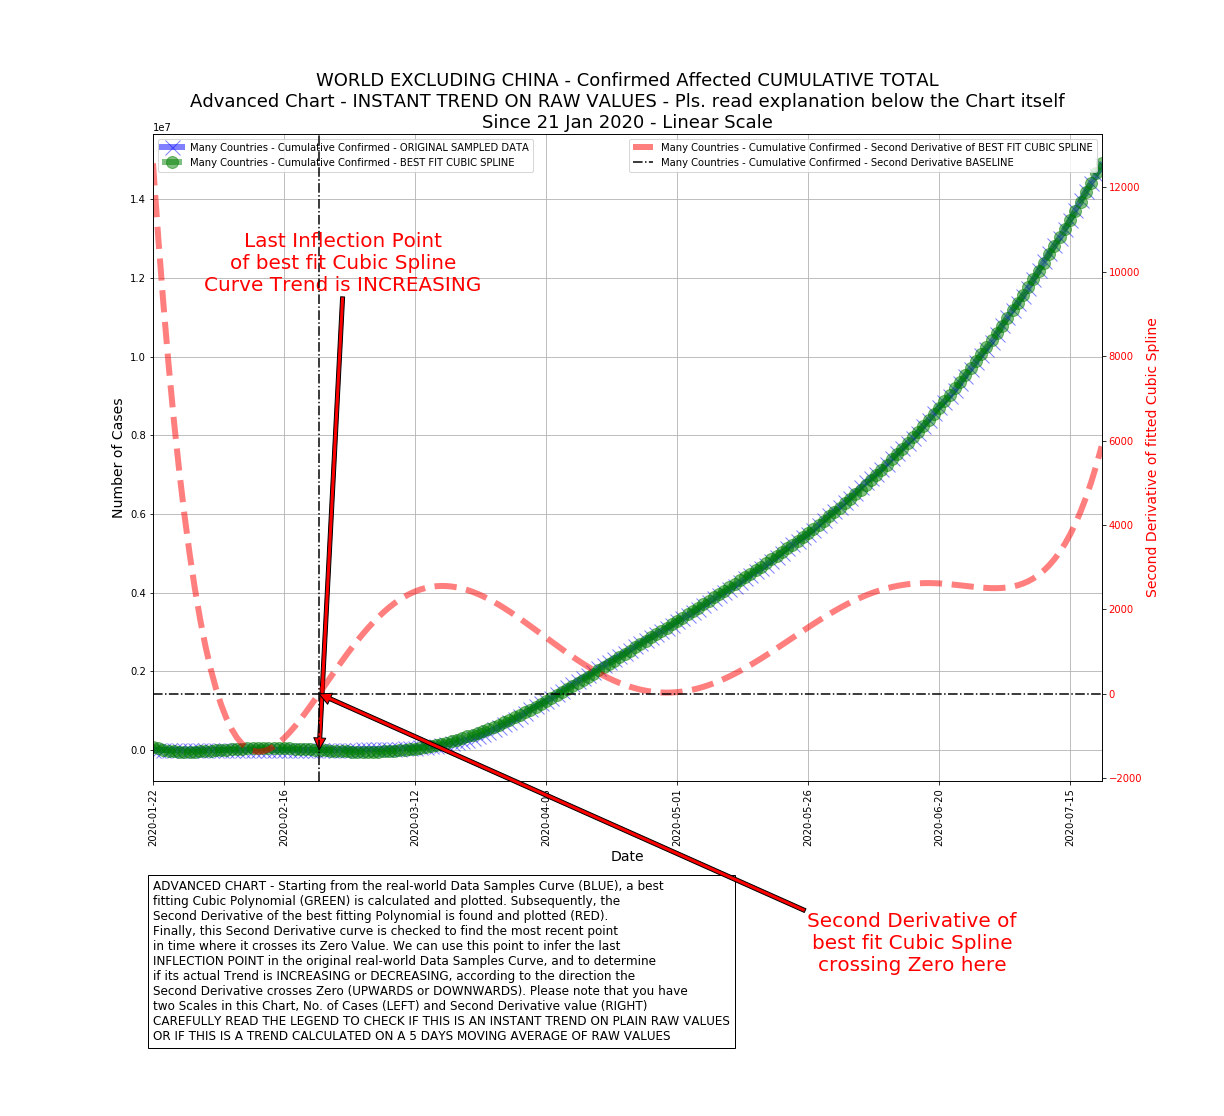 WORLD EXCLUDING CHINA - Confirmed Affected CUMULATIVE TOTAL
Advanced Chart - INSTANT TREND ON RAW VALUES - Pls. read explanation below the Chart itself
Since 21 Jan 2020 - Linear Scale
1e7
Many Countries - Cumulative Confirmed - ORIGINAL SAMPLED DATA
Many Countries - Cumulative Confirmed - BEST FIT CUBIC SPLINE
Many Countries - Cumulative Confirmed - Second Derivative of BEST FIT CUBIC SPLINE
Many Countries - Cumulative Confirmed - Second Derivative BASELINE
Last Inflection Point
of best fit Cubic Spline
Curve Trend is INCREASING
Number of Cases
1.4
1.2
1.0
0.8
0.6
0.4
0.2
0.0
12000
10000
8000
6000
4000
2000
0
−2000
Second Derivative of fitted Cubic Spline
2020-01-22
2020-02-16
2020-03-12
2020-04-06
2020-05-01
2020-05-26
2020-06-20
2020-07-15
Date
ADVANCED CHART - Starting from the real-world Data Samples Curve (BLUE), a best
fitting Cubic Polynomial (GREEN) is calculated and plotted. Subsequently, the
Second Derivative of the best fitting Polynomial is found and plotted (RED).
Finally, this Second Derivative curve is checked to find the most recent point
in time where it crosses its Zero Value. We can use this point to infer the last
INFLECTION POINT in the original real-world Data Samples Curve, and to determine
if its actual Trend is INCREASING or DECREASING, according to the direction the
Second Derivative crosses Zero (UPWARDS or DOWNWARDS). Please note that you have
two Scales in this Chart, No. of Cases (LEFT) and Second Derivative value (RIGHT)
CAREFULLY READ THE LEGEND TO CHECK IF THIS IS AN INSTANT TREND ON PLAIN RAW VALUES
OR IF THIS IS A TREND CALCULATED ON A 5 DAYS MOVING AVERAGE OF RAW VALUES
Second Derivative of
best fit Cubic Spline
crossing Zero here